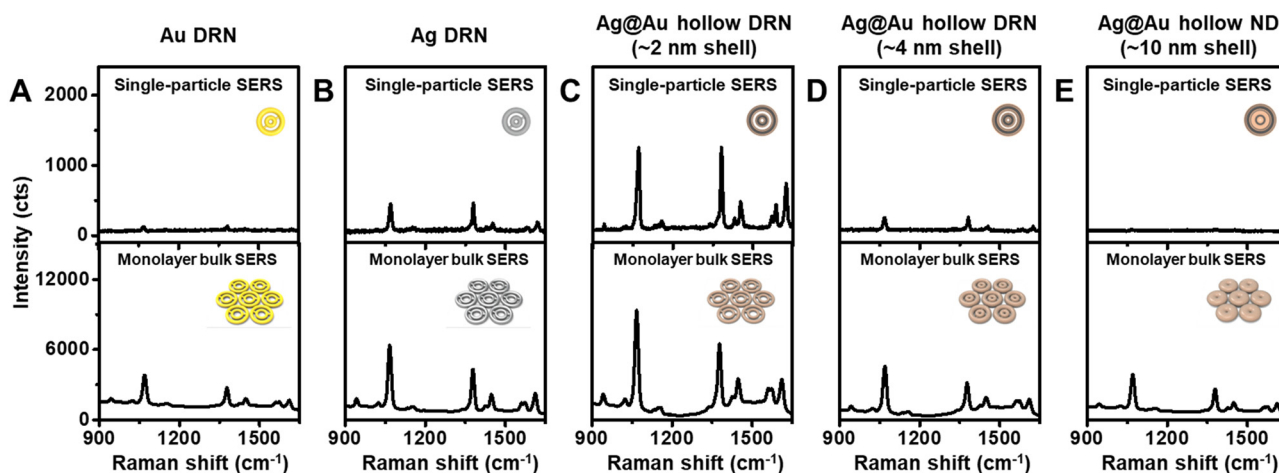 Au DRN
Ag DRN
Ag@Au hollow DRN
(~2 nm shell)
Ag@Au hollow DRN
(~4 nm shell)
Ag@Au hollow ND
(~10 nm shell)
A
Single-particle SERS
B
Single-particle SERS
C
Single-particle SERS
D
Single-particle SERS
E
Single-particle SERS
2000
1000
0
Intensity (cts)
Monolayer bulk SERS
Monolayer bulk SERS
Monolayer bulk SERS
Monolayer bulk SERS
Monolayer bulk SERS
12000
6000
0
900 1200 1500
900 1200 1500
900 1200 1500
900 1200 1500
900 1200 1500
Raman shift (cm⁻¹)
Raman shift (cm⁻¹)
Raman shift (cm⁻¹)
Raman shift (cm⁻¹)
Raman shift (cm⁻¹)